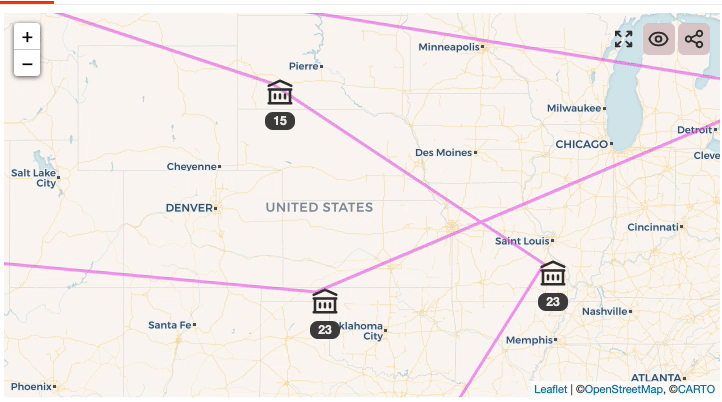 +
−
Minneapolis
Pierre
15
Milwaukee
CHICAGO
Detroit
Cleve
Des Moines
Cheyenne
Salt Lake
City
DENVER
UNITED STATES
Cincinnati
Saint Louis
23
23
klahoma
City
Santa Fe
Nashville
Memphis
ATLANTA
Phoenix
Leaflet | ©OpenStreetMap, ©CARTO